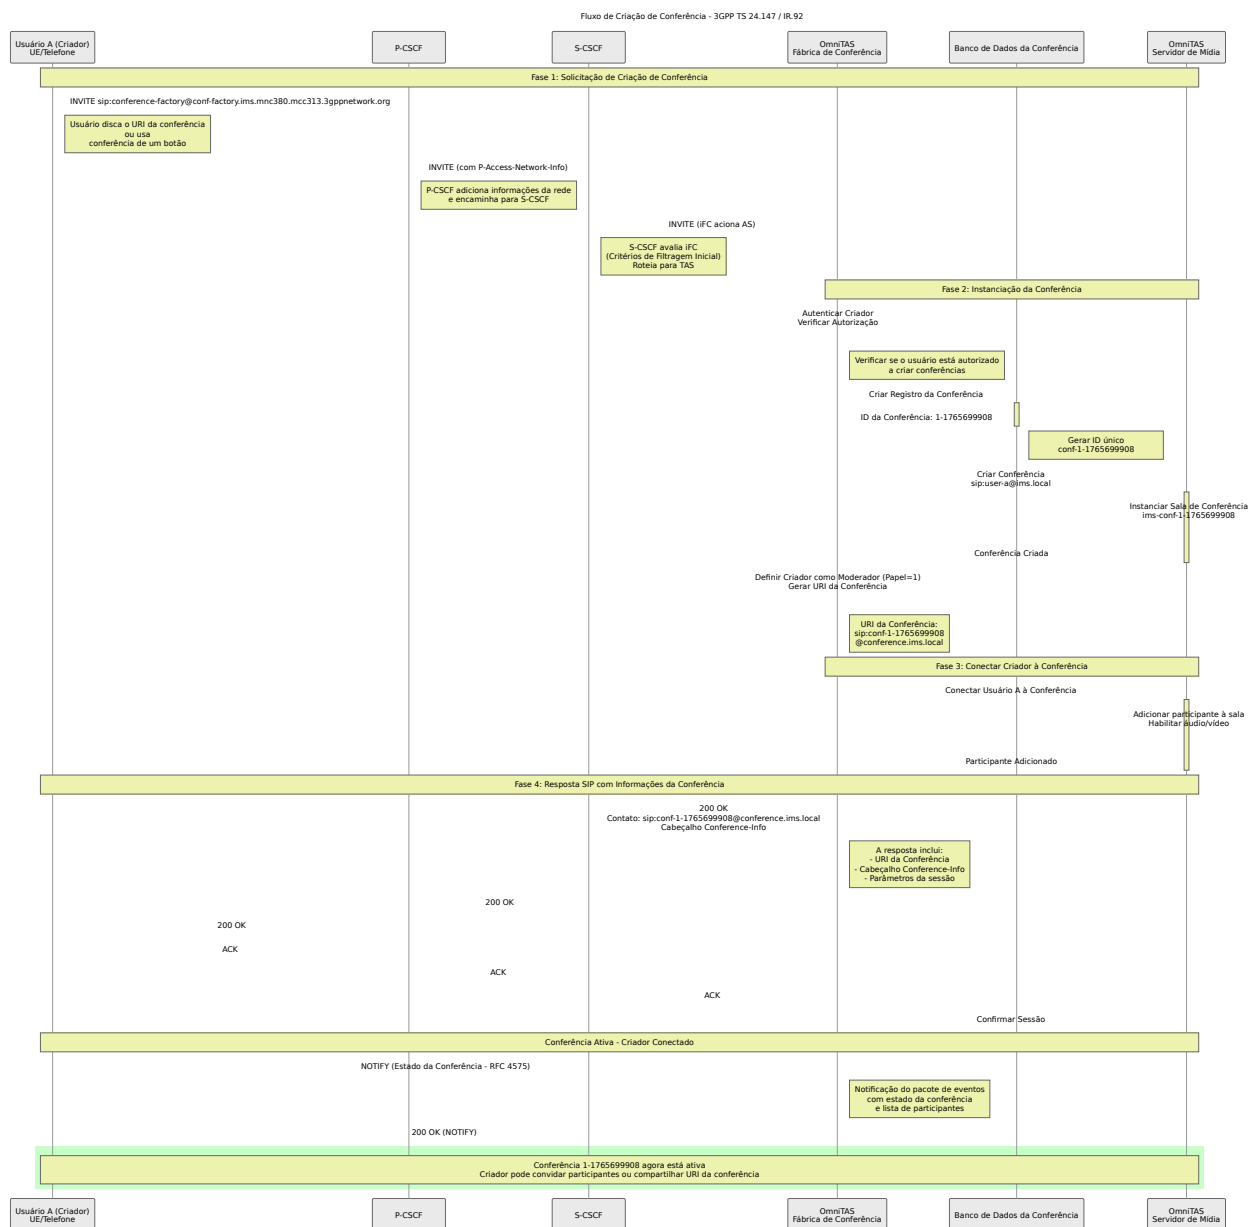 Fluxo de Criação de Conferência - 3GPP TS 24.147 / IR.92
Usuário A (Criador)
UE/Telefone
P-CSCF
S-CSCF
OmniTAS
Fábrica de Conferência
Banco de Dados da Conferência
OmniTAS
Servidor de Mídia
Fase 1: Solicitação de Criação de Conferência
INVITE sip:conference-factory@conf-factory.ims.mnc380.mcc313.3gppnetwork.org
Usuário disca o URI da conferência
ou usa
conferência de um botão
INVITE (com P-Access-Network-Info)
P-CSCF adiciona informações da rede
e encaminha para S-CSCF
INVITE (iFC aciona AS)
S-CSCF avalia iFC
(Critérios de Filtragem Inicial)
Roteia para TAS
Fase 2: Instanciação da Conferência
Autenticar Criador
Verificar Autorização
Verificar se o usuário está autorizado
a criar conferências
Criar Registro da Conferência
ID da Conferência: 1-1765699908
Gerar ID único
conf-1-1765699908
Criar Conferência
sip:user-a@ims.local
Instanciar Sala de Conferência
ims-conf-1-1765699908
Conferência Criada
Definir Criador como Moderador (Papel=1)
Gerar URI da Conferência
URI da Conferência:
sip:conf-1-1765699908
@conference.ims.local
Fase 3: Conectar Criador à Conferência
Conectar Usuário A à Conferência
Adicionar participante à sala
Habilitar áudio/vídeo
Participante Adicionado
Fase 4: Resposta SIP com Informações da Conferência
200 OK
Contato: sip:conf-1-1765699908@conference.ims.local
Cabeçalho Conference-Info
A resposta inclui:
- URI da Conferência
- Cabeçalho Conference-Info
- Parâmetros da sessão
200 OK
200 OK
ACK
ACK
ACK
Confirmar Sessão
Conferência Ativa - Criador Conectado
NOTIFY (Estado da Conferência - RFC 4575)
Notificação do pacote de eventos
com estado da conferência
e lista de participantes
200 OK (NOTIFY)
Conferência 1-1765699908 agora está ativa
Criador pode convidar participantes ou compartilhar URI da conferência
Usuário A (Criador)
UE/Telefone
P-CSCF
S-CSCF
OmniTAS
Fábrica de Conferência
Banco de Dados da Conferência
OmniTAS
Servidor de Mídia